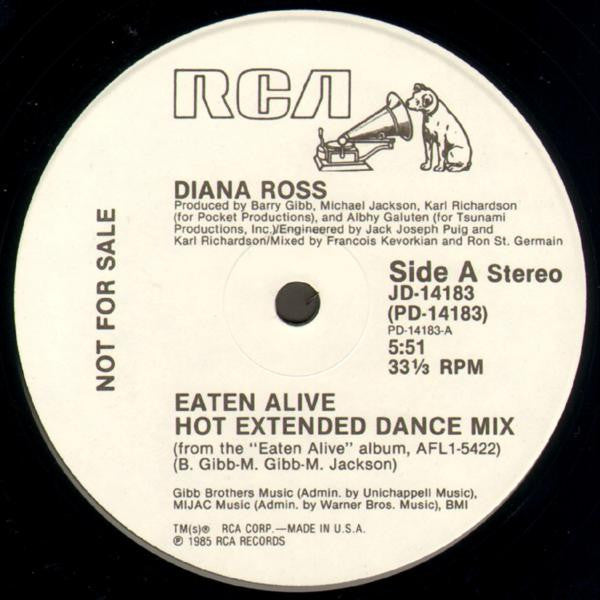 RCA
DIANA ROSS
Produced by Barry Gibb, Michael Jackson, Karl Richardson
(for Pocket Productions), and Albhy Galuten (for Tsunami
Productions, Inc.)/Engineered by Jack Joseph Puig and
Karl Richardson/Mixed by Francois Kevorkian and Ron St. Germain
NOT FOR SALE
Side A Stereo
JD-14183
(PD-14183)
PD-14183-A
5:51
33⅓ RPM
EATEN ALIVE
HOT EXTENDED DANCE MIX
(from the "Eaten Alive" album, AFL1-5422)
(B. Gibb-M. Gibb-M. Jackson)
Gibb Brothers Music (Admin. by Unichappell Music),
MIJAC Music (Admin. by Warner Bros. Music), BMI
TM(s)® RCA CORP.—MADE IN U.S.A.
℗ 1985 RCA RECORDS